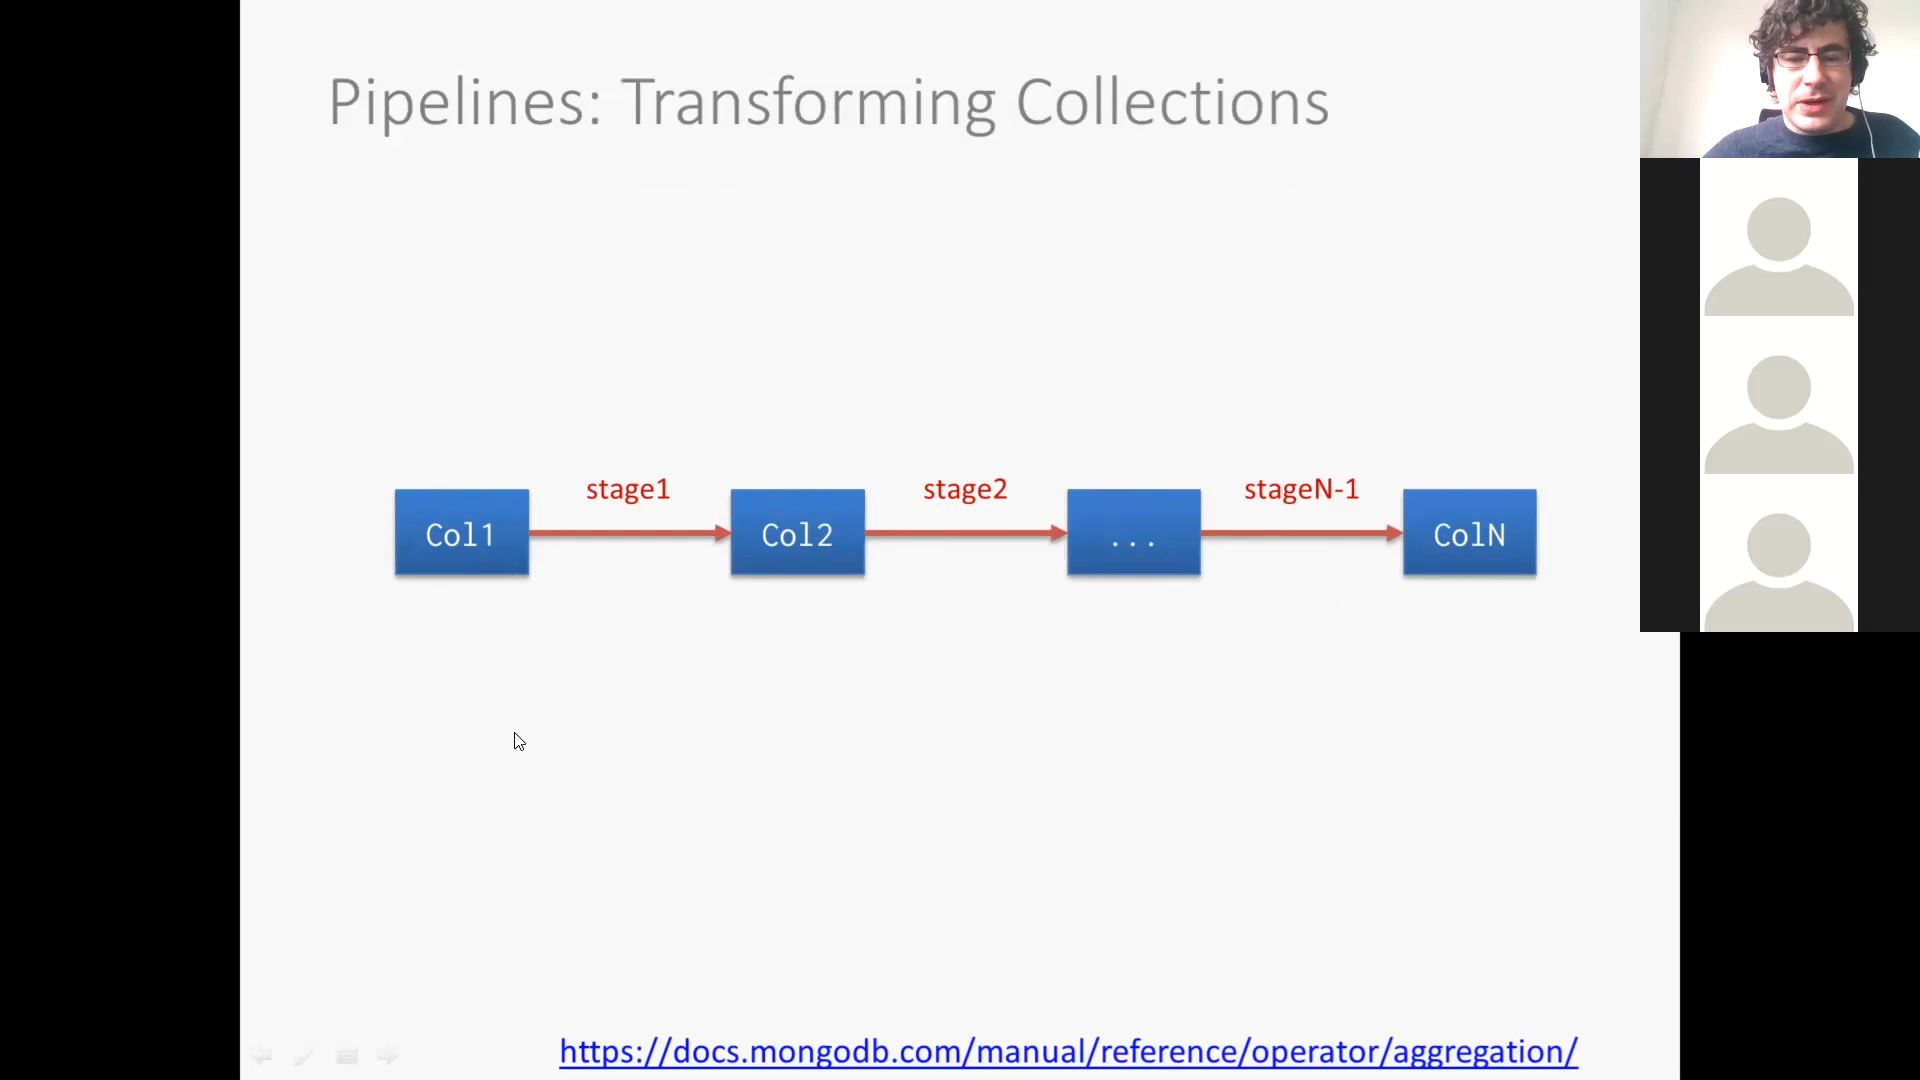 Pipelines: Transforming Collections
stage1 stage2 stageN-1
Col1 Col2 ... ColN
https://docs.mongodb.com/manual/reference/operator/aggregation/